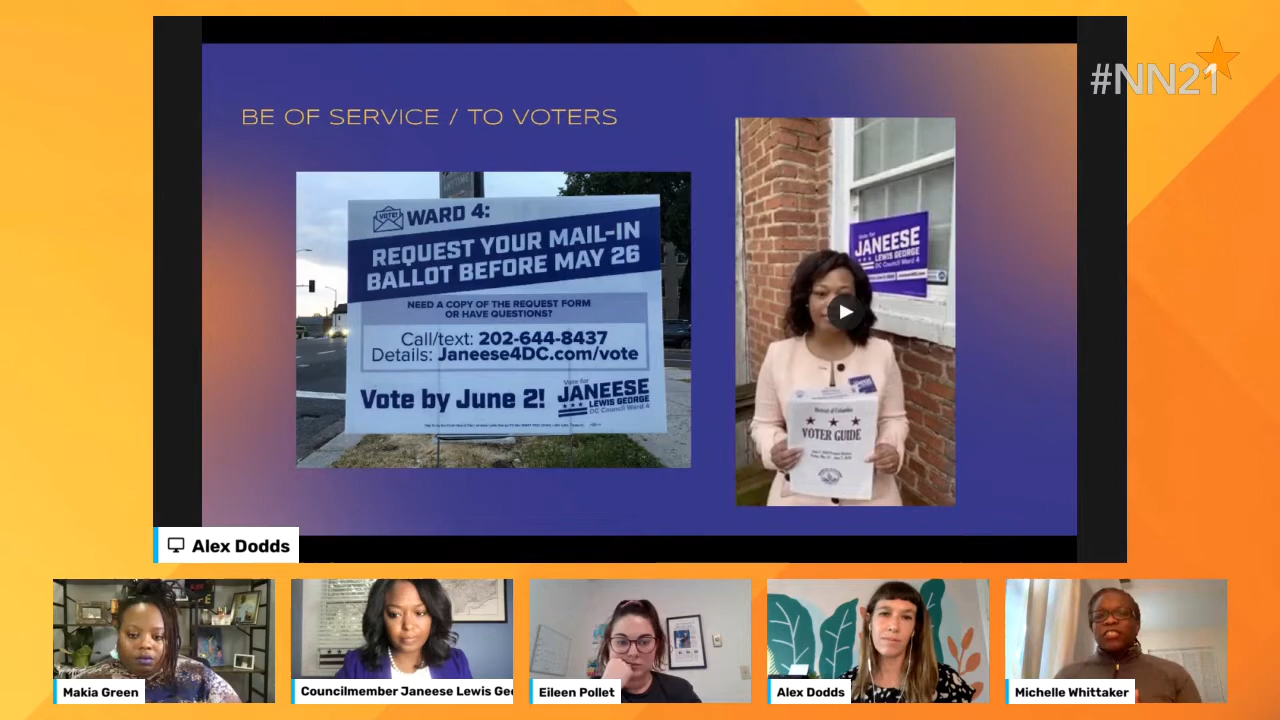 #NN21
BE OF SERVICE / TO VOTERS
VOTE!
WARD 4:
REQUEST YOUR MAIL-IN
BALLOT BEFORE MAY 26
NEED A COPY OF THE REQUEST FORM
OR HAVE QUESTIONS?
Call/text: 202-644-8437
Details: Janeese4DC.com/vote
Vote by June 2!
Vote for
JANEESE
LEWIS GEORGE
DC Council Ward 4
Vote for
JANEESE
LEWIS GEORGE
DC Council Ward 4
District of Columbia
VOTER GUIDE
Alex Dodds
Makia Green
Councilmember Janeese Lewis Geo
Eileen Pollet
Alex Dodds
Michelle Whittaker